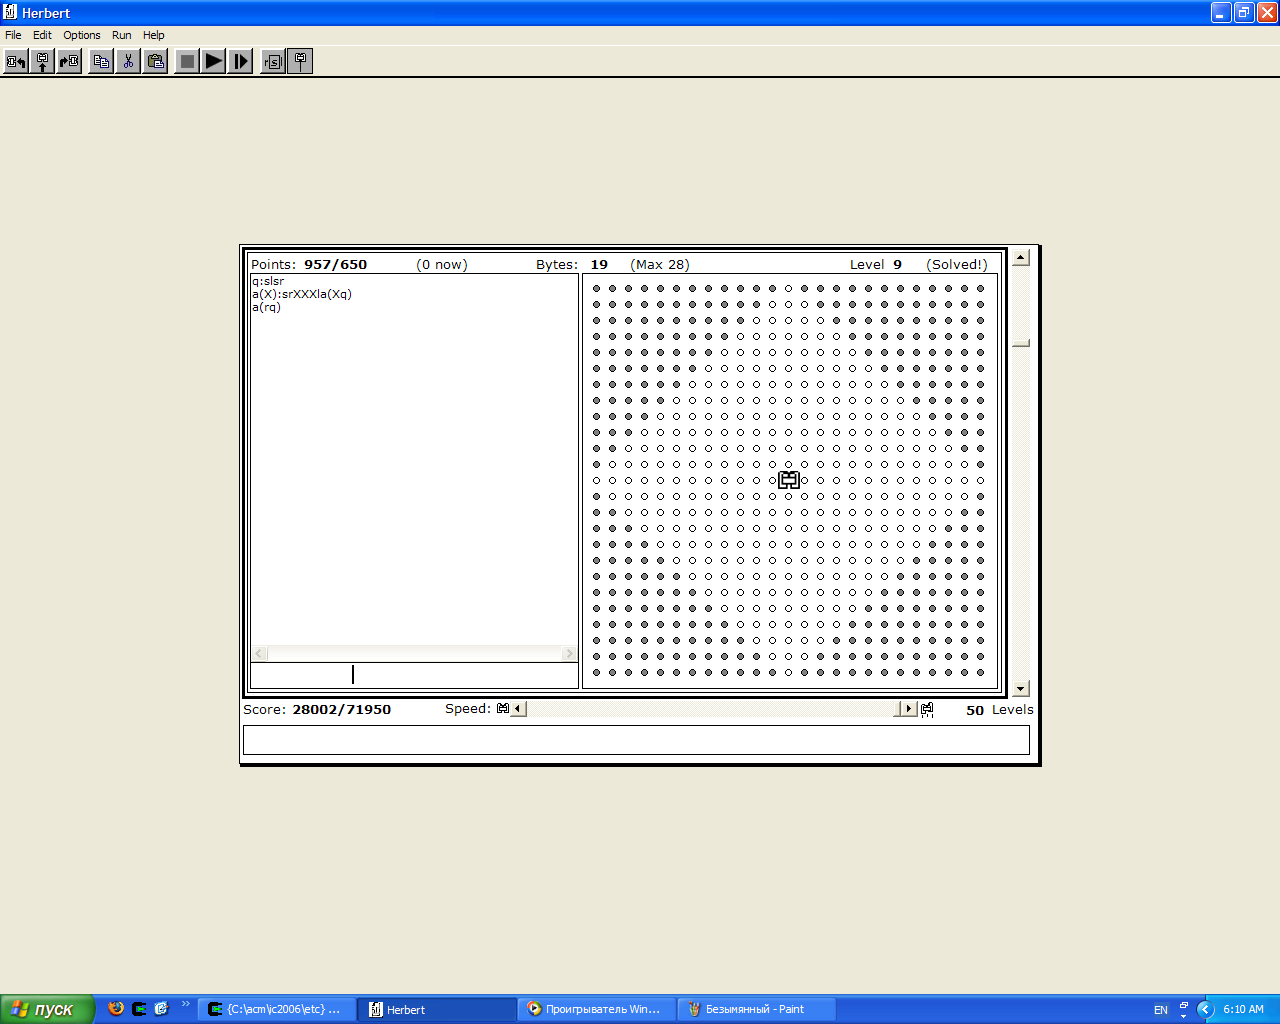 Herbert
File Edit Options Run Help
rsl
Points: 957/650 (0 now) Bytes: 19 (Max 28) Level 9 (Solved!)
q:slsr
a(X):srXXXla(Xq)
a(rq)
Score: 28002/71950 Speed: 50 Levels
пуск {C:\acm\ic2006\etc} ... Herbert Проигрыватель Win... Безымянный - Paint EN 6:10 AM